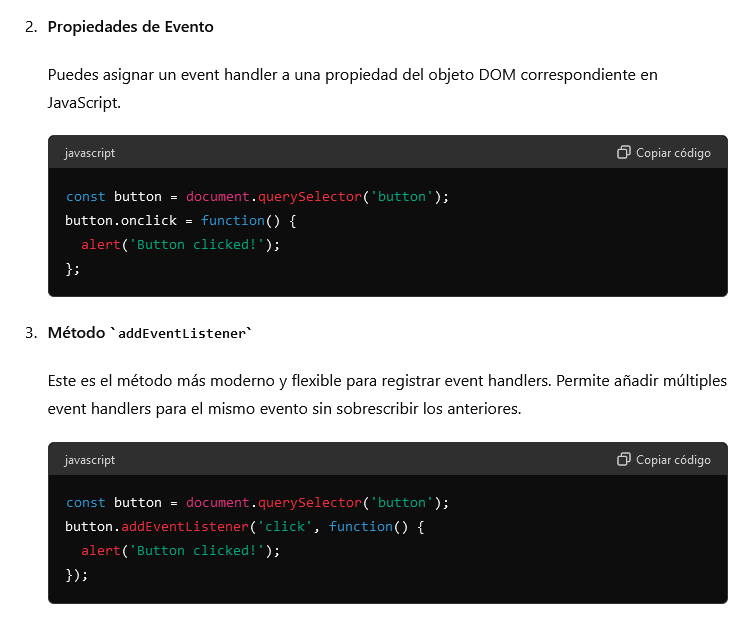 2. Propiedades de Evento
Puedes asignar un event handler a una propiedad del objeto DOM correspondiente en
JavaScript.
javascript Copiar código
const button = document.querySelector('button');
button.onclick = function() {
  alert('Button clicked!');
};
3. Método `addEventListener`
Este es el método más moderno y flexible para registrar event handlers. Permite añadir múltiples
event handlers para el mismo evento sin sobrescribir los anteriores.
javascript Copiar código
const button = document.querySelector('button');
button.addEventListener('click', function() {
  alert('Button clicked!');
});